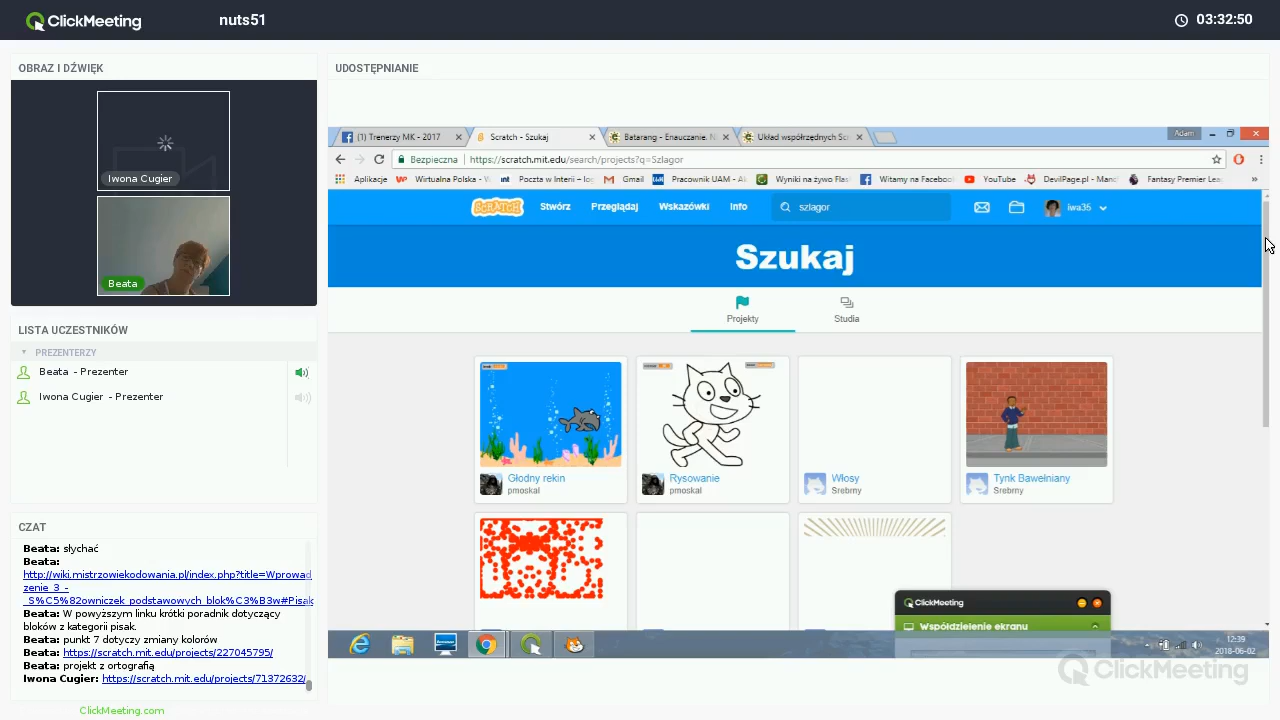 ClickMeeting
nuts51
03:32:50
OBRAZ I DŹWIĘK
Iwona Cugier
Beata
LISTA UCZESTNIKÓW
PREZENTERZY
Beata - Prezenter
Iwona Cugier - Prezenter
CZAT
Beata: słychać
Beata:
http://wiki.mistrzowiekodowania.pl/index.php?title=Wprowad
zenie_3_-
_S%C5%82owniczek_podstawowych_blok%C3%B3w#Pisak
Beata: W powyższym linku krótki poradnik dotyczący
bloków z kategorii pisak.
Beata: punkt 7 dotyczy zmiany kolorów
Beata: https://scratch.mit.edu/projects/227045795/
Beata: projekt z ortografią
Iwona Cugier: https://scratch.mit.edu/projects/71372632/
ClickMeeting.com
UDOSTĘPNIANIE
(1) Trenerzy MK - 2017
Scratch - Szukaj
Batarang - Enauczanie. N
Układ współrzędnych Sc
Adam
Bezpieczna
https://scratch.mit.edu/search/projects?q=Szlagor
Aplikacje
Wirtualna Polska - W
Poczta w Interii – log
Gmail
Pracownik UAM - Ak
Wyniki na żywo Flas
Witamy na Facebook
YouTube
DevilPage.pl - Manc
Fantasy Premier Lea
SCRATCH
Stwórz
Przeglądaj
Wskazówki
Info
szlagor
iwa35
Szukaj
Projekty
Studia
Głodny rekin
pmoskal
Rysowanie
pmoskal
Włosy
Srebrny
Tynk Bawełniany
Srebrny
ClickMeeting
Współdzielenie ekranu
12:39
2018-06-02
ClickMeeting